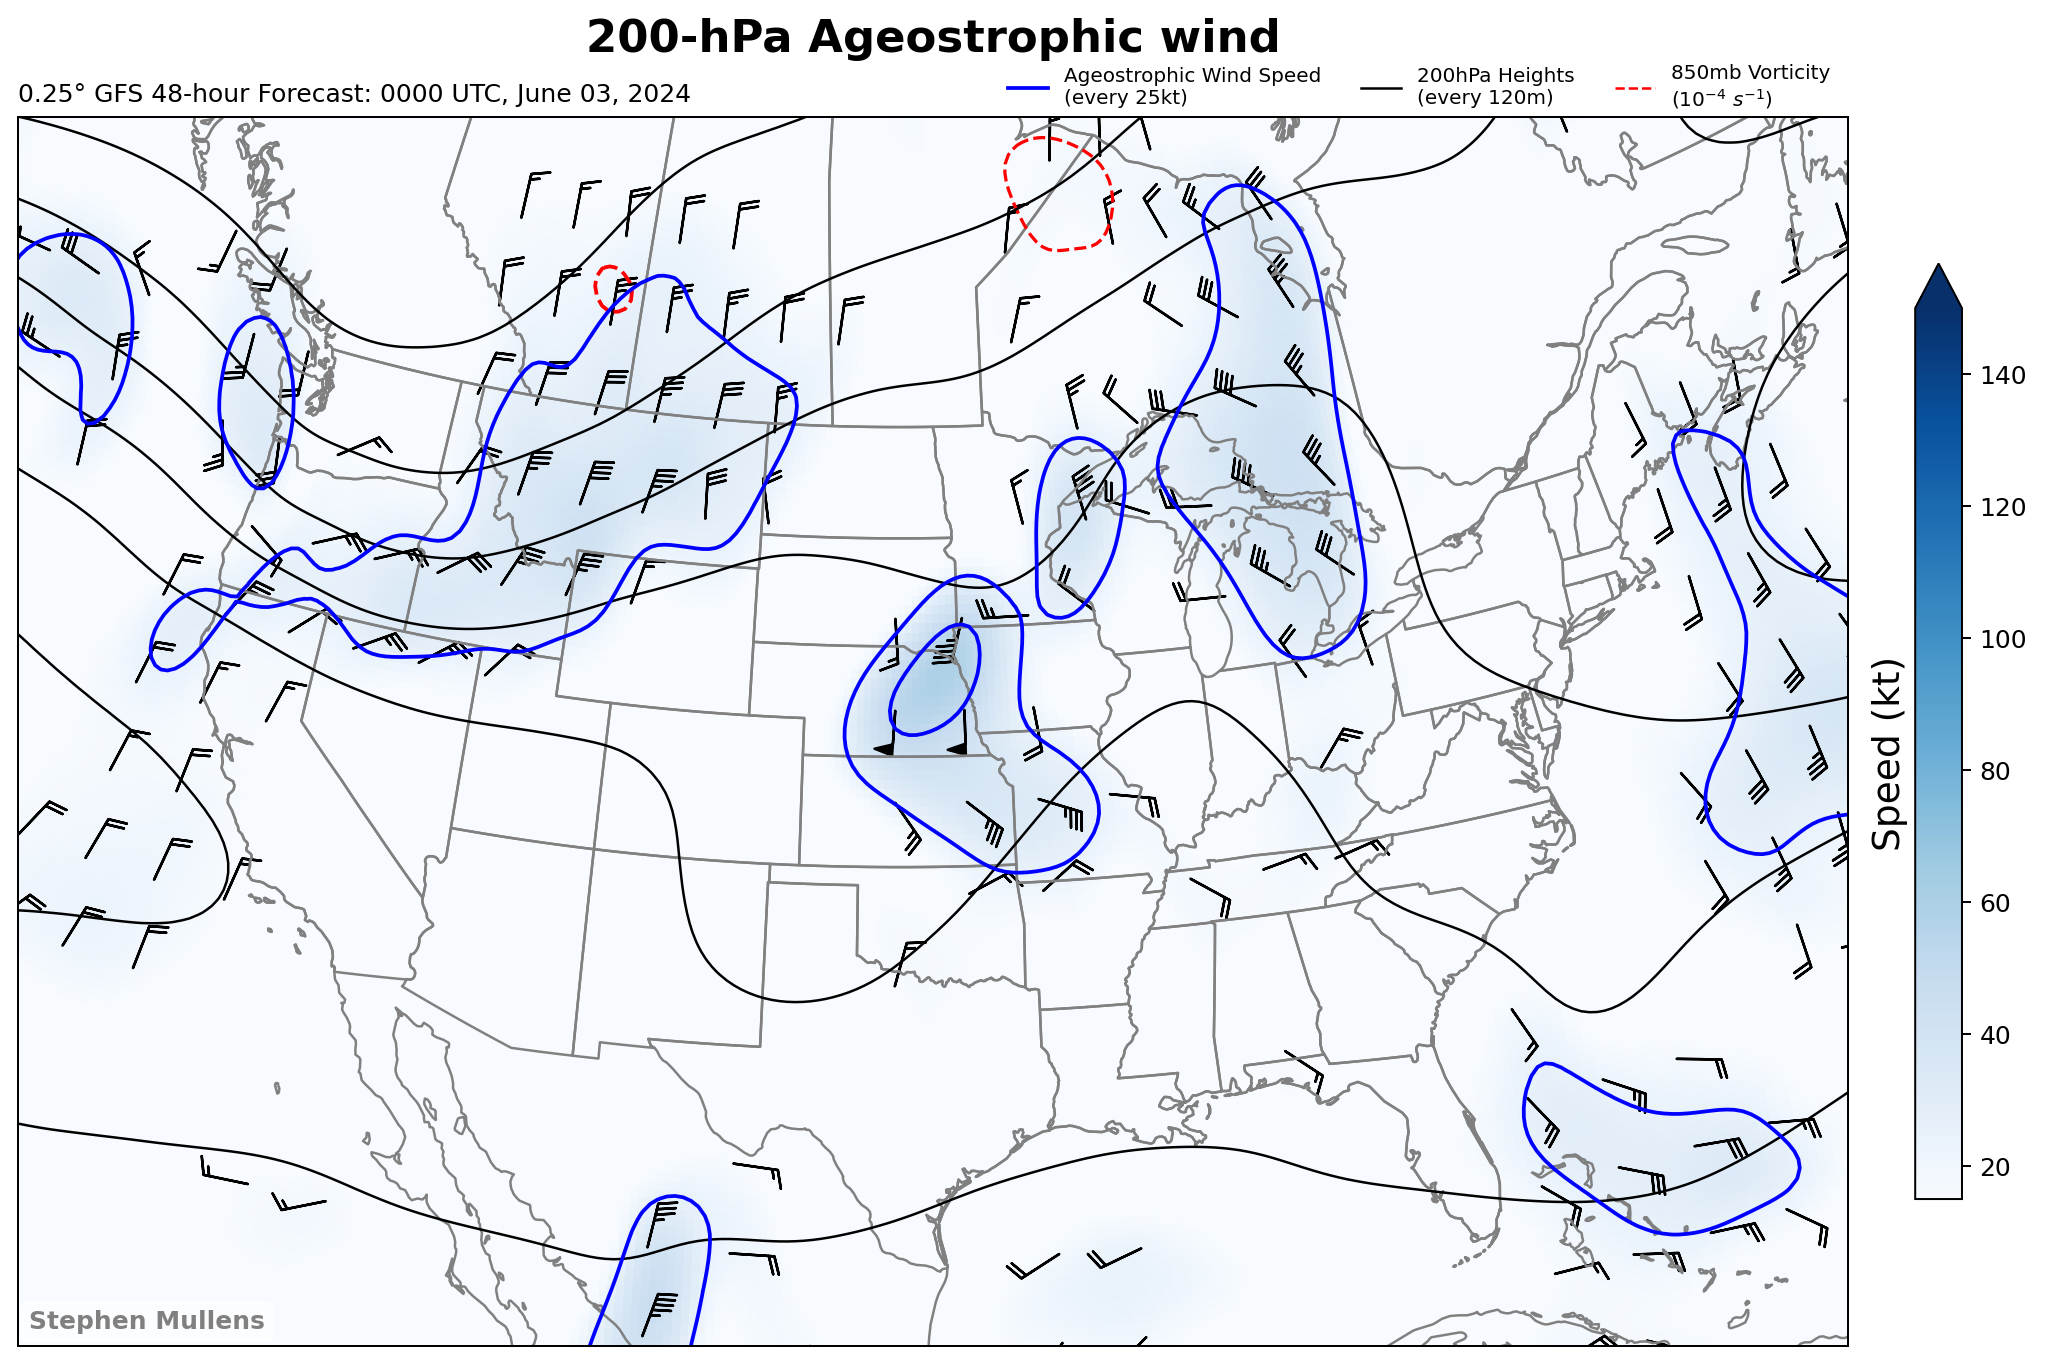 200-hPa Ageostrophic wind
0.25° GFS 48-hour Forecast: 0000 UTC, June 03, 2024
Ageostrophic Wind Speed
(every 25kt)
200hPa Heights
(every 120m)
850mb Vorticity
(10⁻⁴ s⁻¹)
140
120
100
80
60
40
20
Speed (kt)
Stephen Mullens